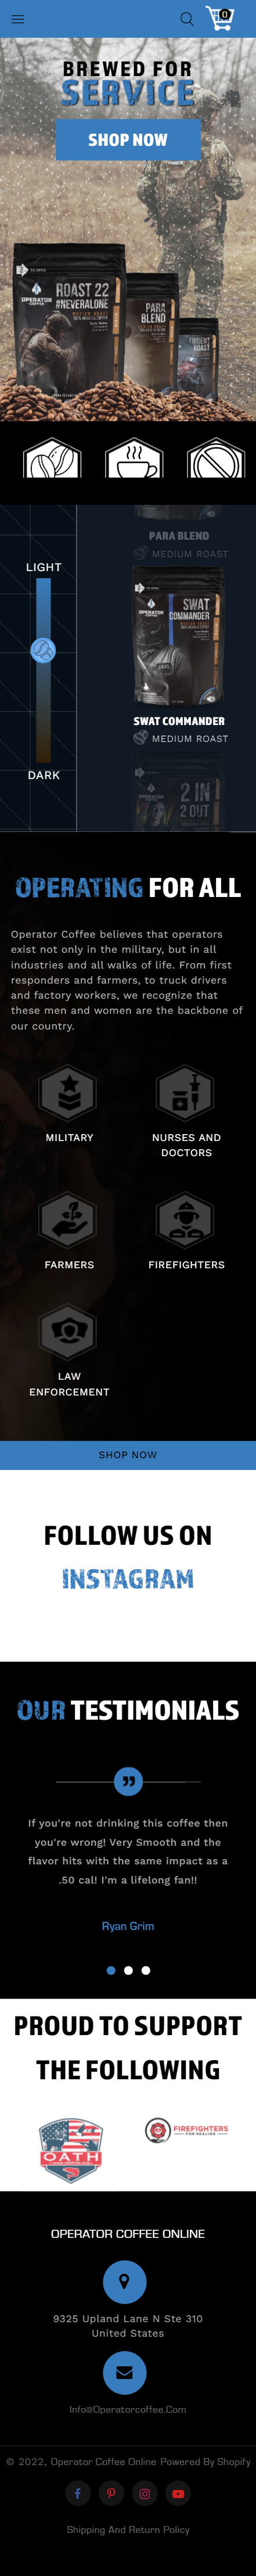 0
BREWED FOR
SERVICE
SHOP NOW
TO OPEN
OPERATOR
COFFEE
ROAST 22
#NEVERALONE
PARA
BLEND
ROAST
PARA BLEND
MEDIUM ROAST
LIGHT
SWAT
COMMANDER
SWAT COMMANDER
MEDIUM ROAST
DARK
2 IN
2 OUT
OPERATING FOR ALL
Operator Coffee believes that operators
exist not only in the military, but in all
industries and all walks of life. From first
responders and farmers, to truck drivers
and factory workers, we recognize that
these men and women are the backbone of
our country.
MILITARY
NURSES AND
DOCTORS
FARMERS
FIREFIGHTERS
LAW
ENFORCEMENT
SHOP NOW
FOLLOW US ON
INSTAGRAM
OUR TESTIMONIALS
If you're not drinking this coffee then
you're wrong! Very Smooth and the
flavor hits with the same impact as a
.50 cal! I'm a lifelong fan!!
Ryan Grim
PROUD TO SUPPORT
THE FOLLOWING
OATH
FIREFIGHTERS
FOR HEALING
OPERATOR COFFEE ONLINE
9325 Upland Lane N Ste 310
United States
Info@Operatorcoffee.Com
© 2022, Operator Coffee Online Powered By Shopify
Shipping And Return Policy